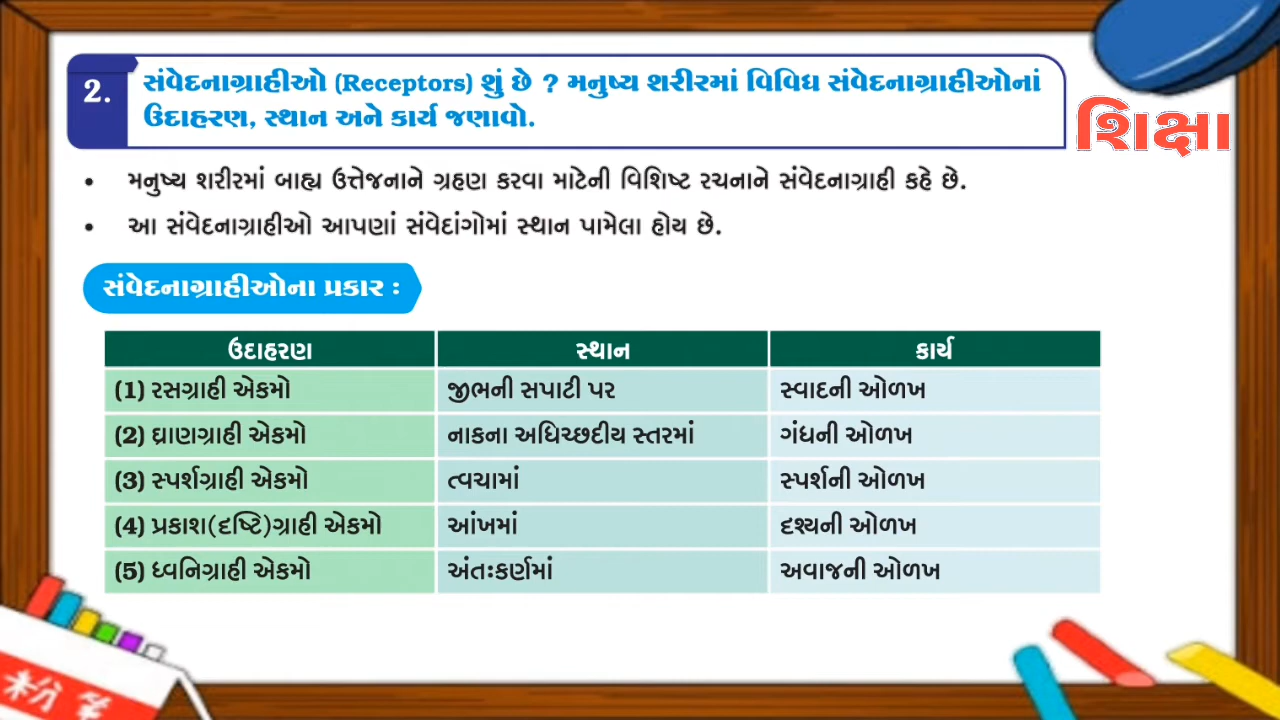 2.
સંવેદનાગ્રાહીઓ (Receptors) શું છે ? મનુષ્ય શરીરમાં વિવિધ સંવેદનાગ્રાહીઓનાં
ઉદાહરણ, સ્થાન અને કાર્ય જણાવો.
શિક્ષા
• મનુષ્ય શરીરમાં બાહ્ય ઉત્તેજનાને ગ્રહણ કરવા માટેની વિશિષ્ટ રચનાને સંવેદનાગ્રાહી કહે છે.
• આ સંવેદનાગ્રાહીઓ આપણાં સંવેદાંગોમાં સ્થાન પામેલા હોય છે.
સંવેદનાગ્રાહીઓના પ્રકાર :
ઉદાહરણ સ્થાન કાર્ય
(1) રસગ્રાહી એકમો જીભની સપાટી પર સ્વાદની ઓળખ
(2) ઘ્રાણગ્રાહી એકમો નાકના અધિચ્છદીય સ્તરમાં ગંધની ઓળખ
(3) સ્પર્શગ્રાહી એકમો ત્વચામાં સ્પર્શની ઓળખ
(4) પ્રકાશ(દૃષ્ટિ)ગ્રાહી એકમો આંખમાં દૃશ્યની ઓળખ
(5) ધ્વનિગ્રાહી એકમો અંતઃકર્ણમાં અવાજની ઓળખ